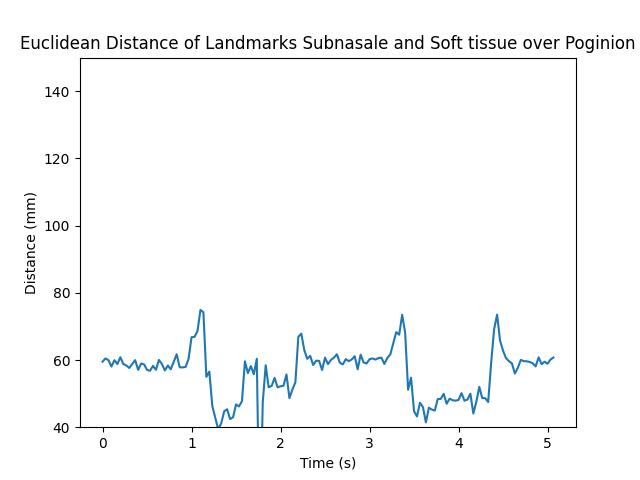 Euclidean Distance of Landmarks Subnasale and Soft tissue over Poginion
140
120
100
80
60
40
Distance (mm)
0 1 2 3 4 5
Time (s)